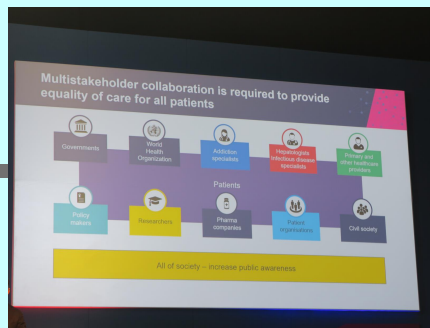 Multistakeholder collaboration is required to provide
equality of care for all patients
Governments
World
Health
Organization
Addiction
specialists
Hepatologists
Infectious disease
specialists
Primary and
other healthcare
providers
Patients
Policy
makers
Researchers
Pharma
companies
Patient
organisations
Civil society
All of society – increase public awareness